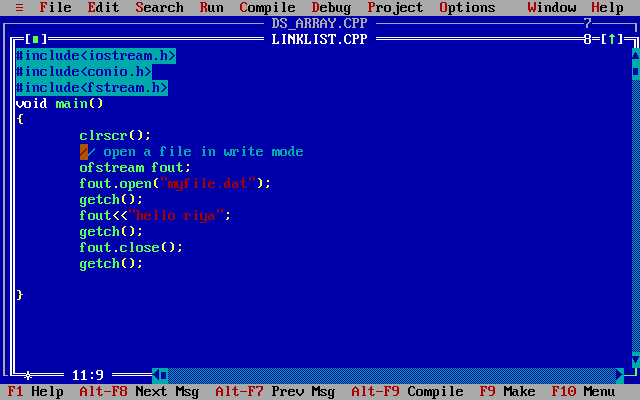 ≡ File Edit Search Run Compile Debug Project Options Window Help
DS_ARRAY.CPP 7
[■] LINKLIST.CPP 8=[↑]
#include<iostream.h>
#include<conio.h>
#include<fstream.h>
void main()
{
clrscr();
// open a file in write mode
ofstream fout;
fout.open("myfile.dat");
getch();
fout<<"hello riya";
getch();
fout.close();
getch();
}
11:9
F1 Help Alt-F8 Next Msg Alt-F7 Prev Msg Alt-F9 Compile F9 Make F10 Menu